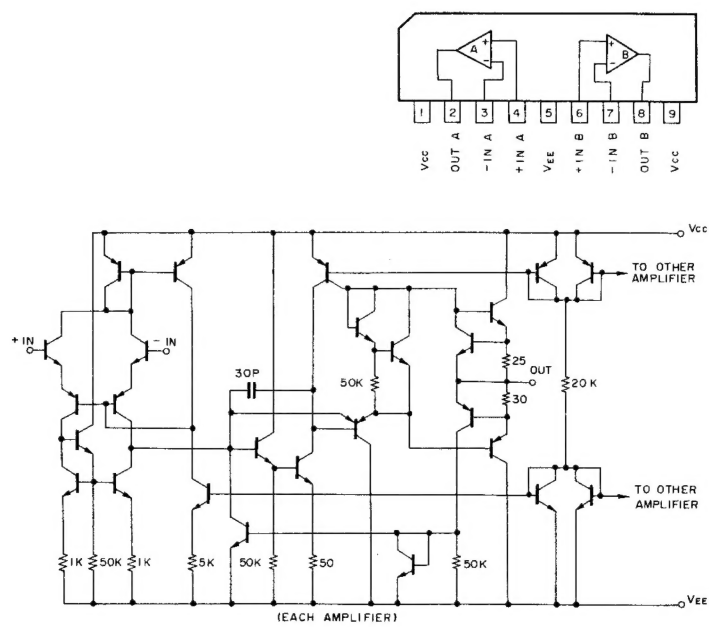 A + -
+ - B
1 2 3 4 5 6 7 8 9
VCC
OUT A
-IN A
+IN A
VEE
+IN B
-IN B
OUT B
VCC
VCC
TO OTHER
AMPLIFIER
+ IN
- IN
30P
50K
25
OUT
30
20K
TO OTHER
AMPLIFIER
1K 50K 1K 5K 50K 50 50K
VEE
(EACH AMPLIFIER)